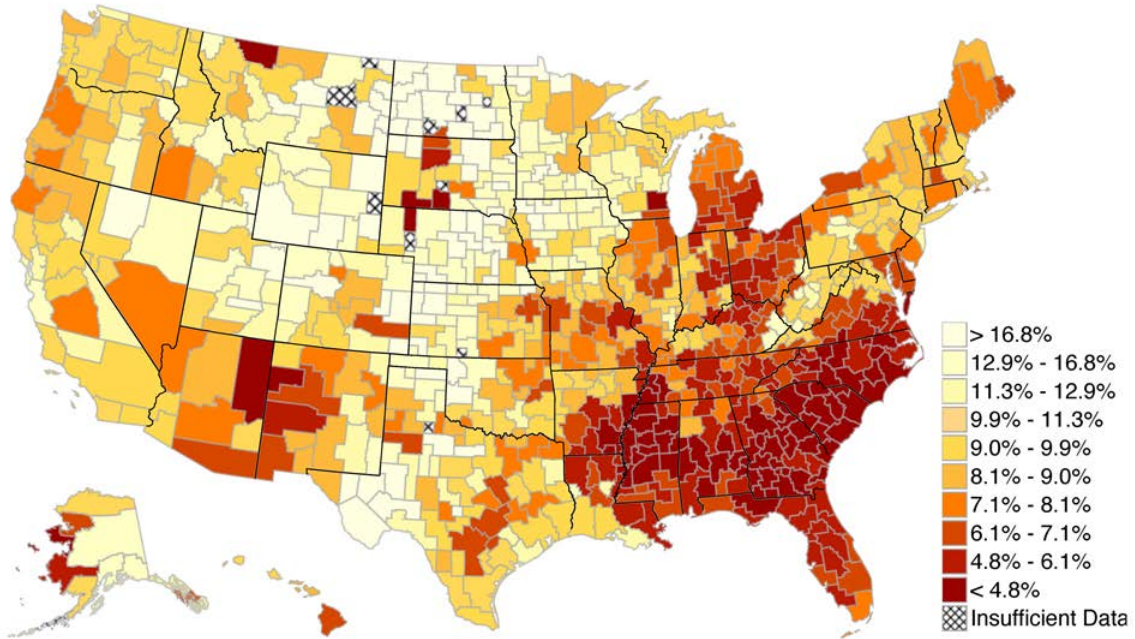 > 16.8%
12.9% - 16.8%
11.3% - 12.9%
9.9% - 11.3%
9.0% - 9.9%
8.1% - 9.0%
7.1% - 8.1%
6.1% - 7.1%
4.8% - 6.1%
< 4.8%
Insufficient Data